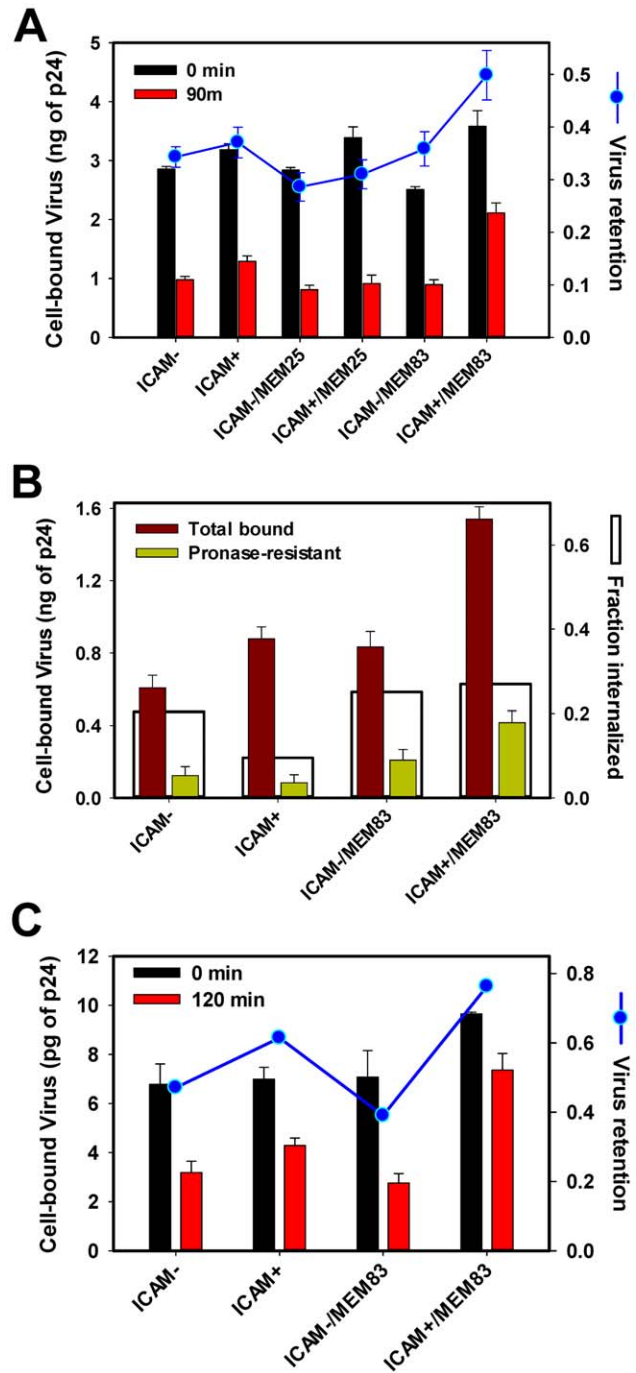 A
Cell-bound Virus (ng of p24)
5
4
3
2
1
0
0 min
90m
0.5
0.4
0.3
0.2
0.1
0.0
Virus retention
ICAM-
ICAM+
ICAM-/MEM25
ICAM+/MEM25
ICAM-/MEM83
ICAM+/MEM83
B
Cell-bound Virus (ng of p24)
1.6
1.2
0.8
0.4
0.0
Total bound
Pronase-resistant
0.6
0.4
0.2
0.0
Fraction internalized
ICAM-
ICAM+
ICAM-/MEM83
ICAM+/MEM83
C
Cell-bound Virus (pg of p24)
12
10
8
6
4
2
0
0 min
120 min
0.8
0.6
0.4
0.2
0.0
Virus retention
ICAM-
ICAM+
ICAM-/MEM83
ICAM+/MEM83